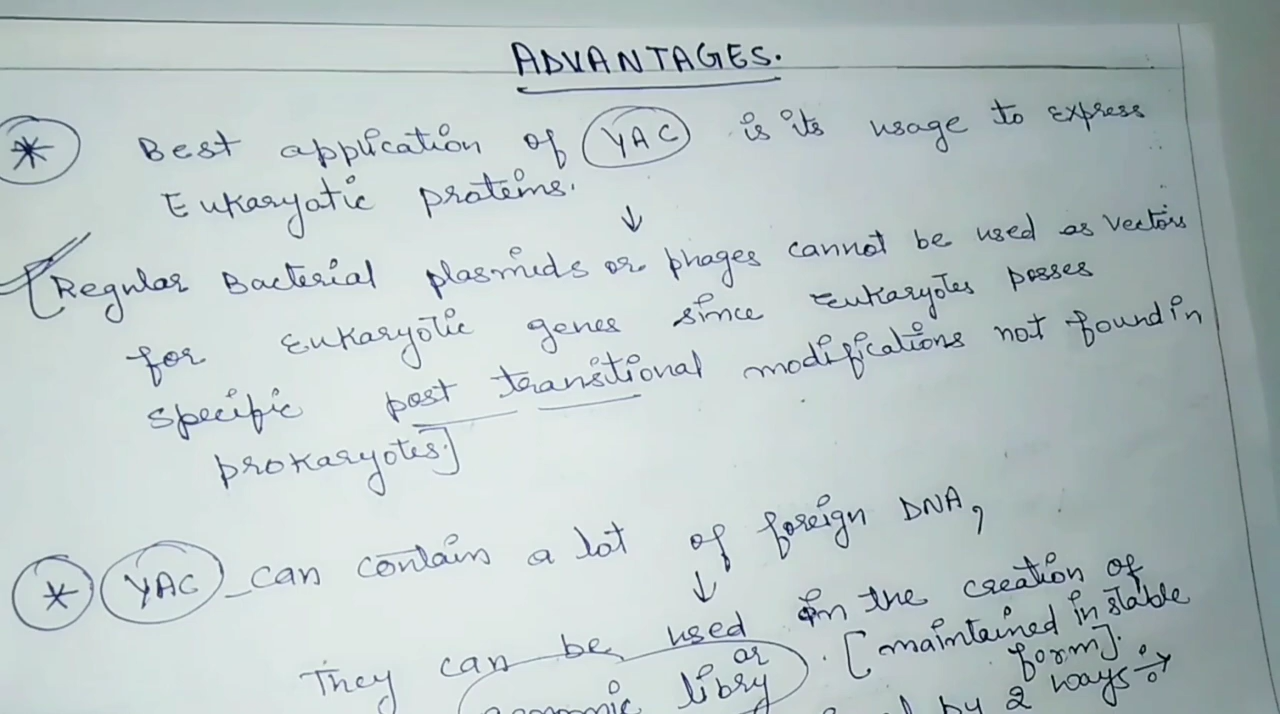 ADVANTAGES.
* Best application of YAC is its usage to express
Eukaryotic proteins.
↓
[Regular Bacterial plasmids or phages cannot be used as vectors
for eukaryotic genes since eukaryotes posses
specific post transitional modifications not found in
prokaryotes.]
* YAC can contain a lot of foreign DNA,
↓
They can be used in the creation of
genomic library. [maintained in stable
form].
by 2 ways :→